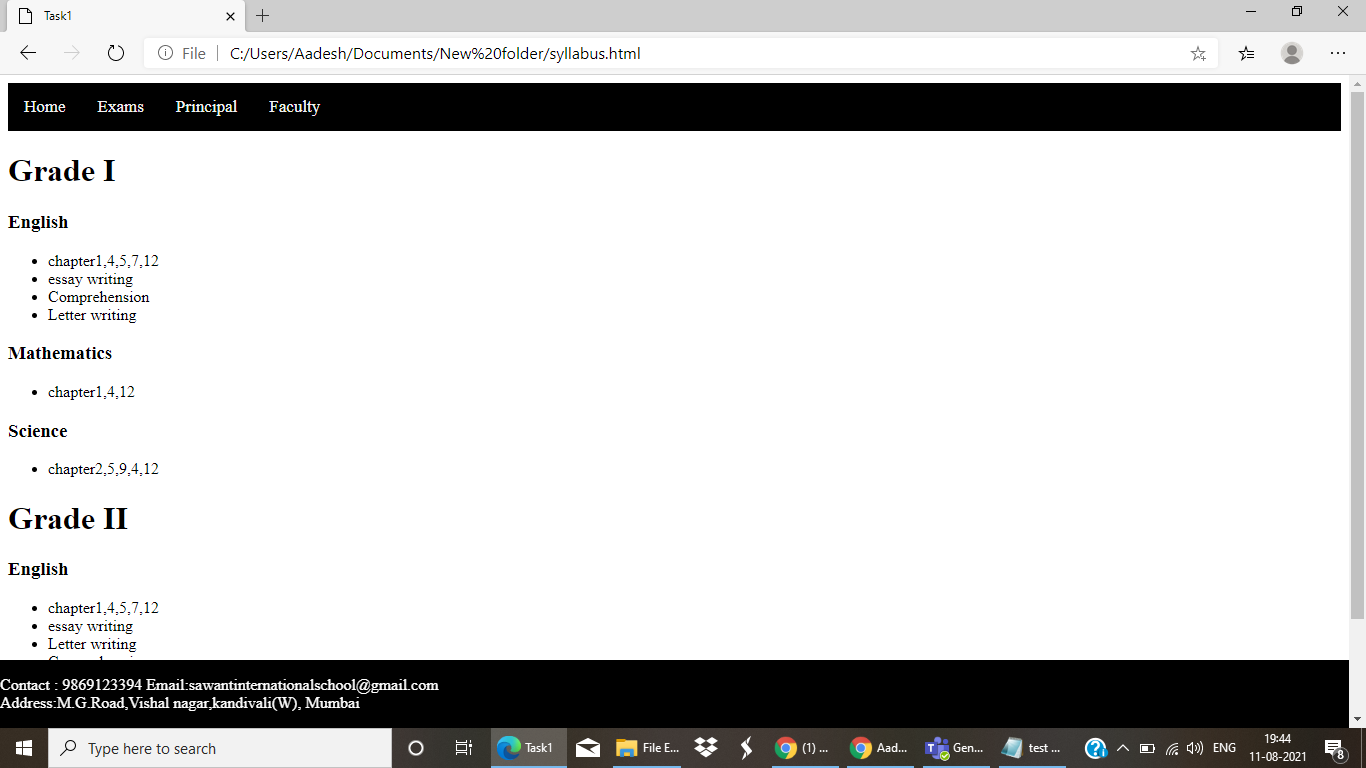 Task1
File C:/Users/Aadesh/Documents/New%20folder/syllabus.html
Home Exams Principal Faculty
Grade I
English
chapter1,4,5,7,12
essay writing
Comprehension
Letter writing
Mathematics
chapter1,4,12
Science
chapter2,5,9,4,12
Grade II
English
chapter1,4,5,7,12
essay writing
Letter writing
Contact : 9869123394 Email:sawantinternationalschool@gmail.com
Address:M.G.Road,Vishal nagar,kandivali(W), Mumbai
Type here to search Task1 File E... (1) ... Aad... Gen... test ... ENG 19:44
11-08-2021 8